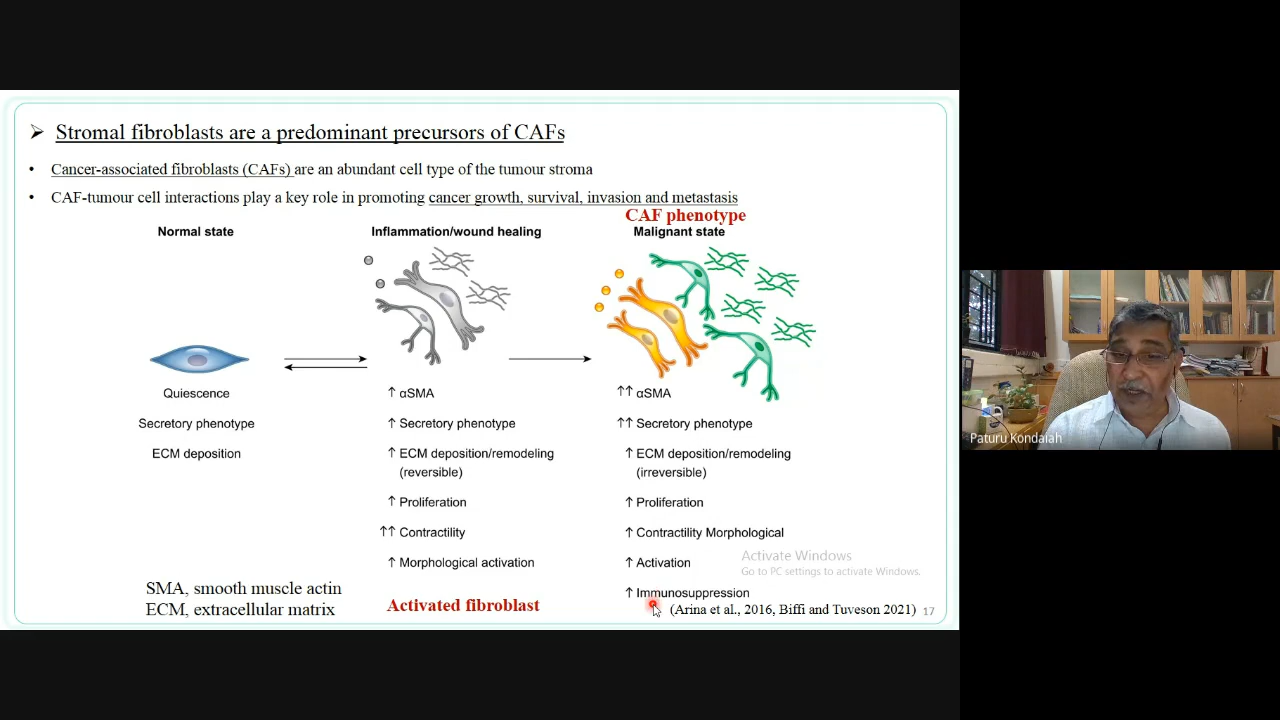 ➢ Stromal fibroblasts are a predominant precursors of CAFs
• Cancer-associated fibroblasts (CAFs) are an abundant cell type of the tumour stroma
• CAF-tumour cell interactions play a key role in promoting cancer growth, survival, invasion and metastasis
CAF phenotype
Normal state
Inflammation/wound healing
Malignant state
Quiescence
Secretory phenotype
ECM deposition
↑ αSMA
↑ Secretory phenotype
↑ ECM deposition/remodeling
(reversible)
↑ Proliferation
↑↑ Contractility
↑ Morphological activation
↑↑ αSMA
↑↑ Secretory phenotype
↑ ECM deposition/remodeling
(irreversible)
↑ Proliferation
↑ Contractility Morphological
↑ Activation
↑ Immunosuppression
SMA, smooth muscle actin
ECM, extracellular matrix
Activated fibroblast
(Arina et al., 2016, Biffi and Tuveson 2021)
17
Activate Windows
Go to PC settings to activate Windows.
Paturu Kondaiah